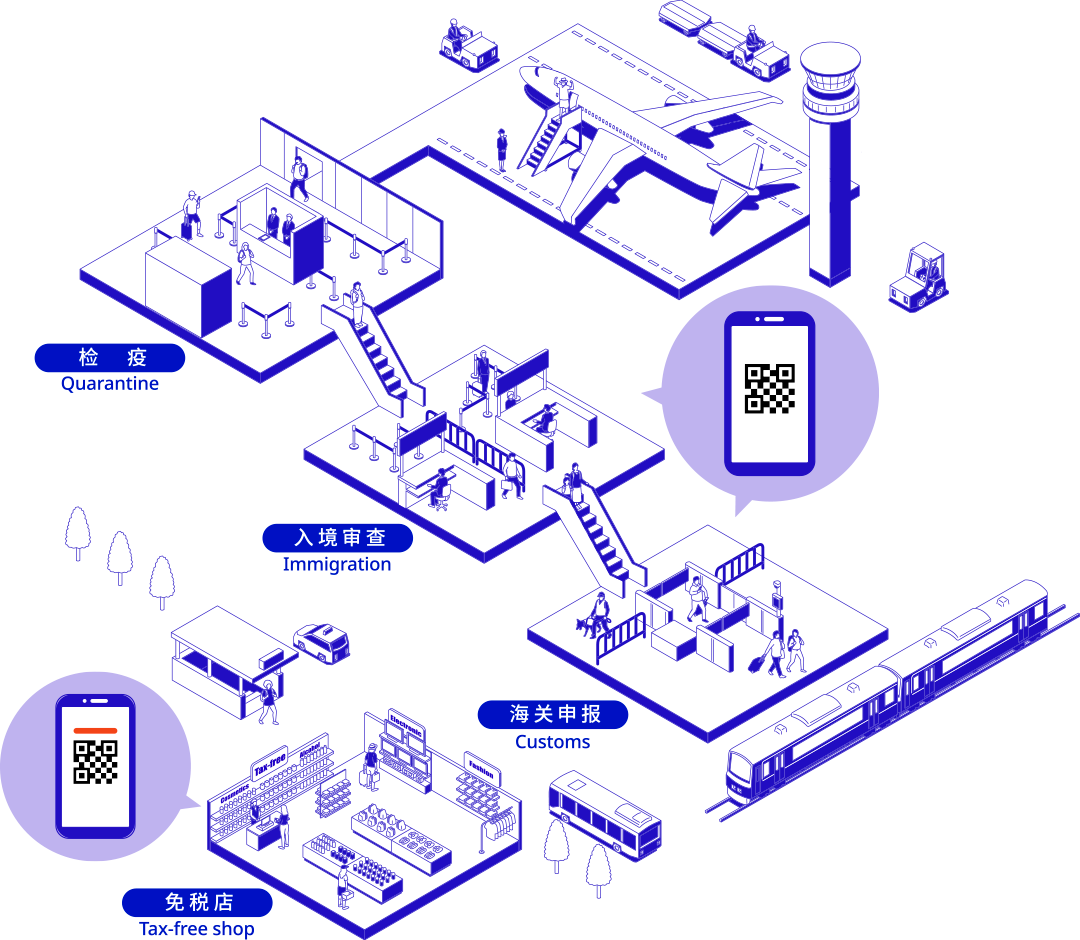 检 疫
Quarantine
入境审查
Immigration
海关申报
Customs
Electronic
Alcohol
Tax-free
Fashion
Cosmetics
免税店
Tax-free shop